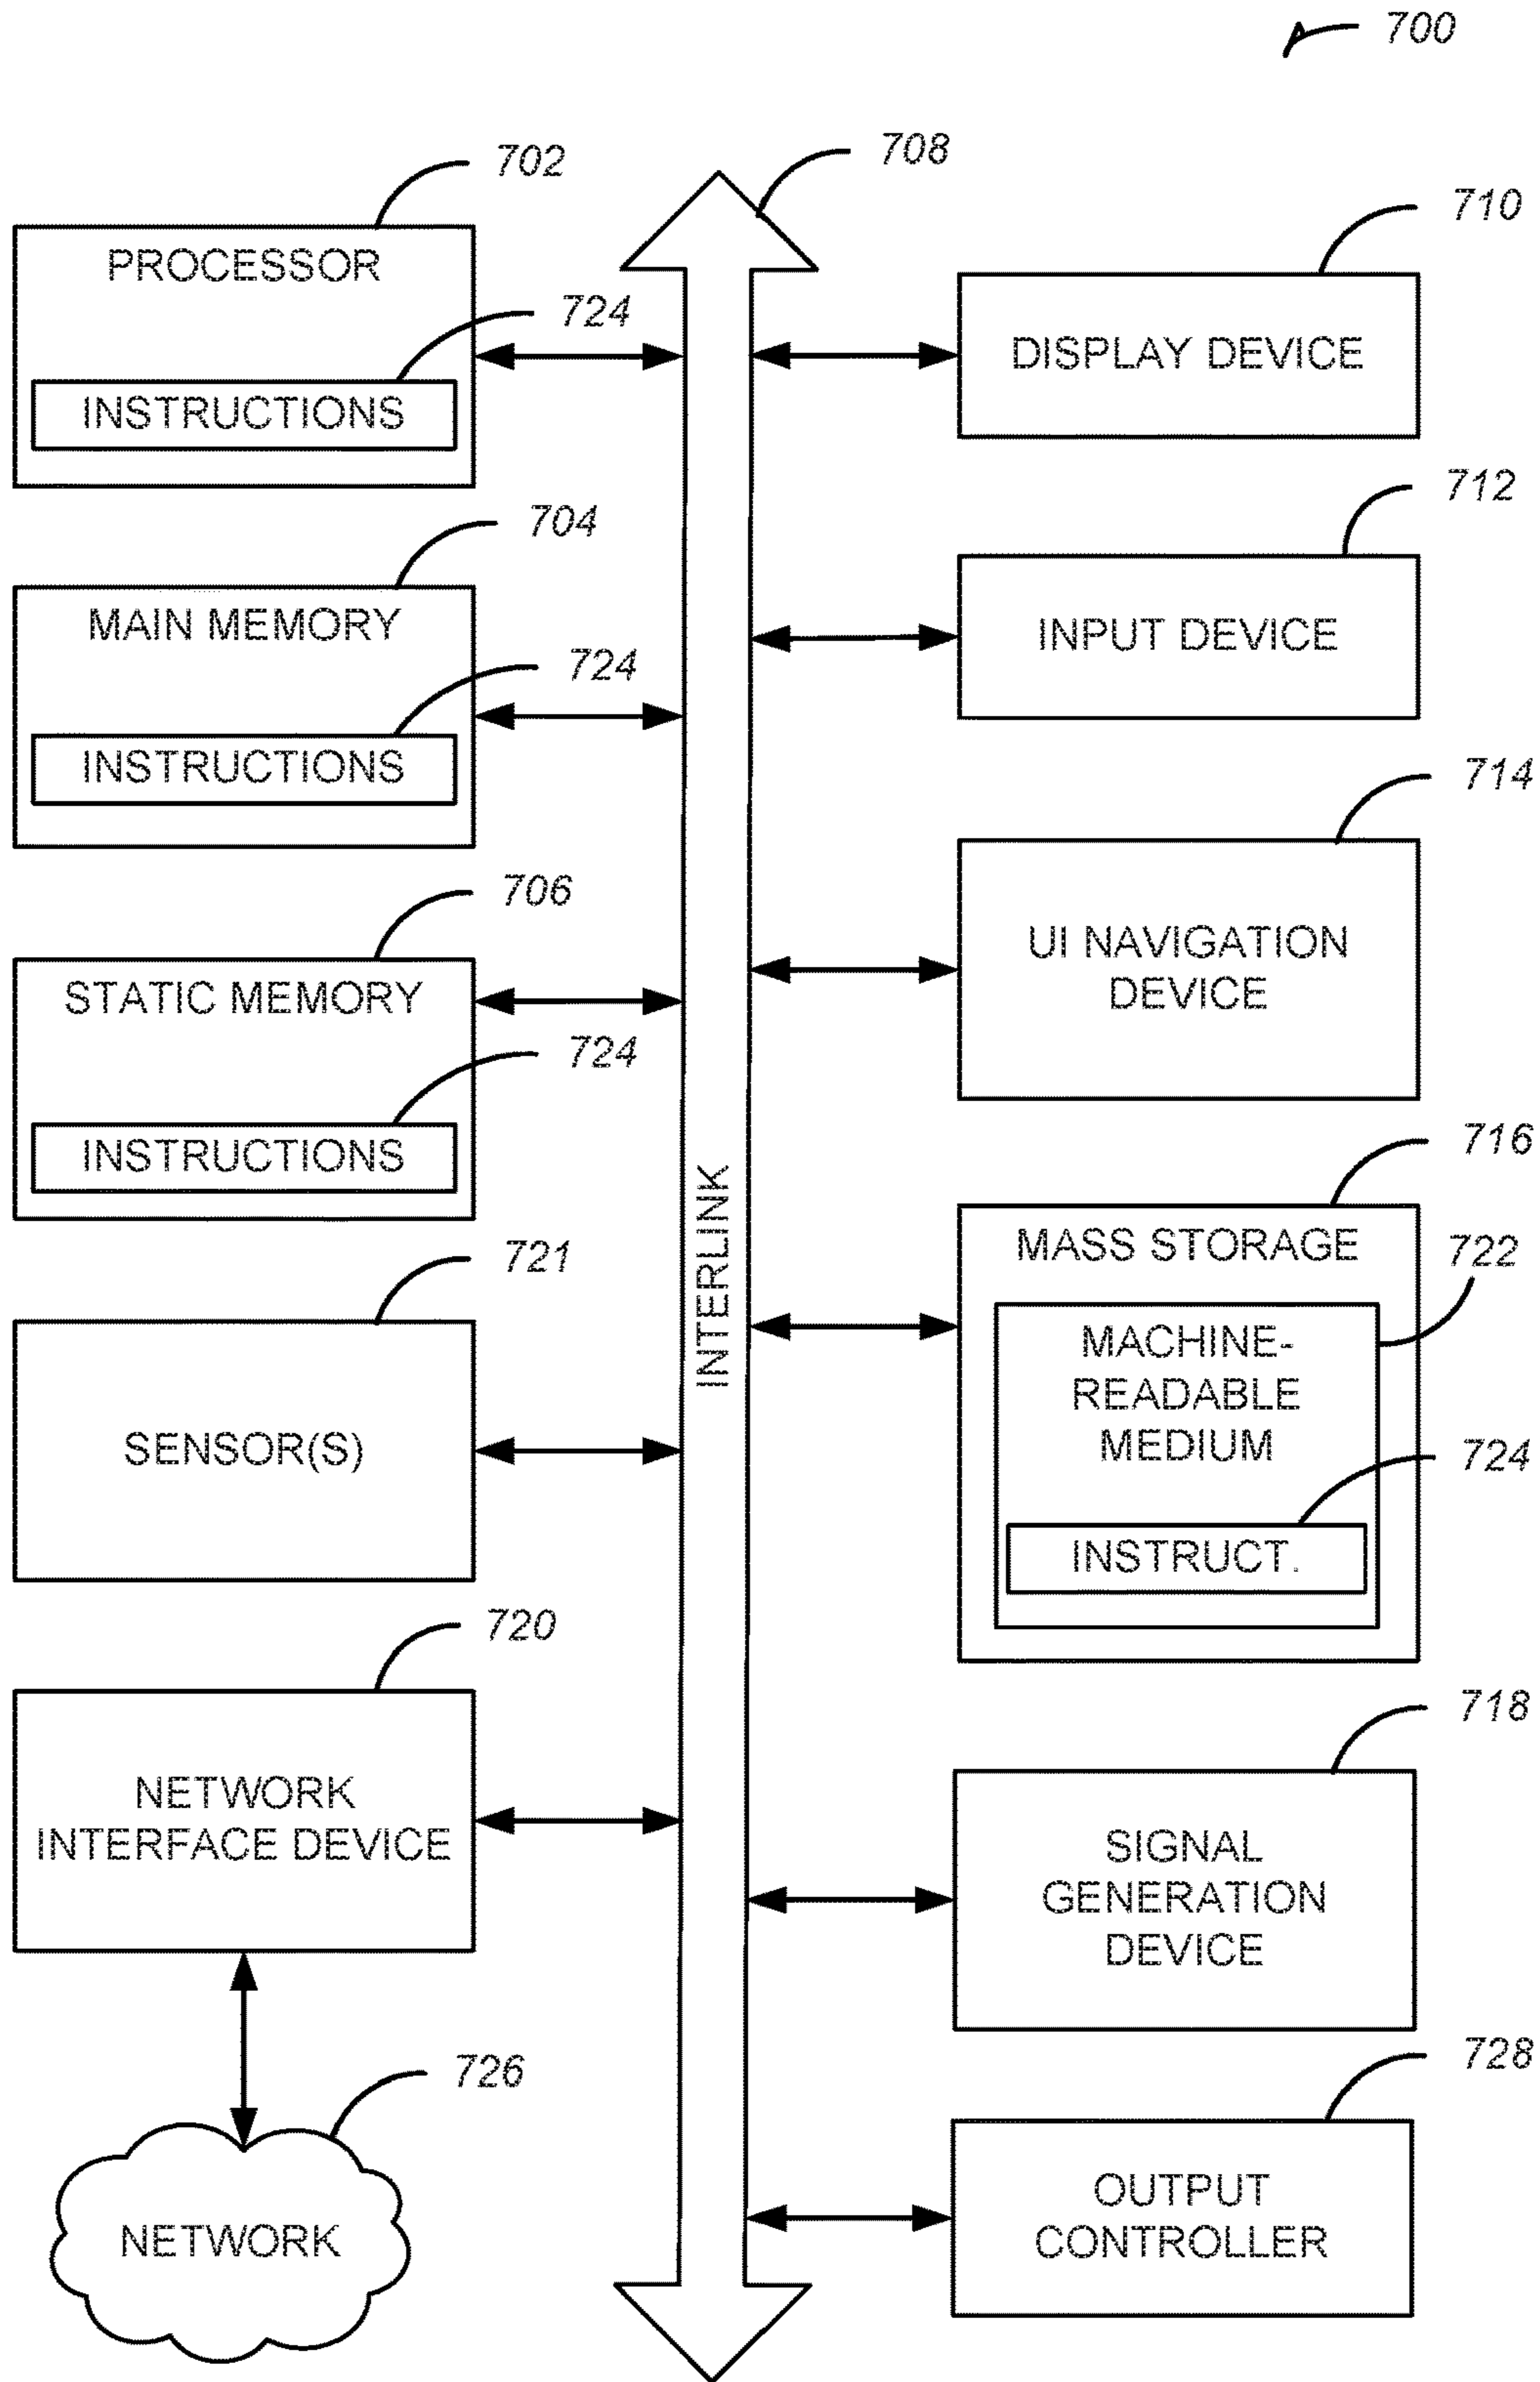 700
708
702
PROCESSOR
724
INSTRUCTIONS
704
MAIN MEMORY
724
INSTRUCTIONS
706
STATIC MEMORY
724
INSTRUCTIONS
721
SENSOR(S)
720
NETWORK
INTERFACE DEVICE
726
NETWORK
INTERLINK
710
DISPLAY DEVICE
712
INPUT DEVICE
714
UI NAVIGATION
DEVICE
716
MASS STORAGE
722
MACHINE-
READABLE
MEDIUM
724
INSTRUCT.
718
SIGNAL
GENERATION
DEVICE
728
OUTPUT
CONTROLLER